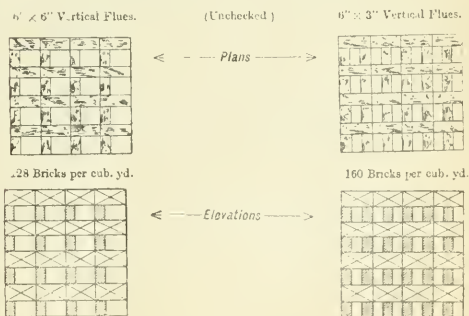 6" × 6" Vertical Flues.
(Unchecked)
6" × 3" Vertical Flues.
Plans
128 Bricks per cub. yd.
160 Bricks per cub. yd.
Elevations